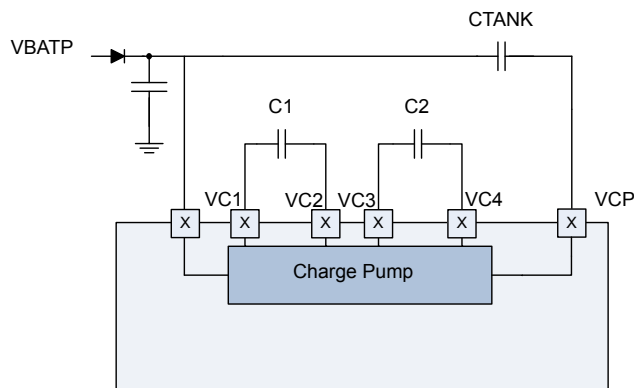 CTANK
VBATP
C1
C2
VC1
VC2
VC3
VC4
VCP
X
X
X
X
X
X
Charge Pump